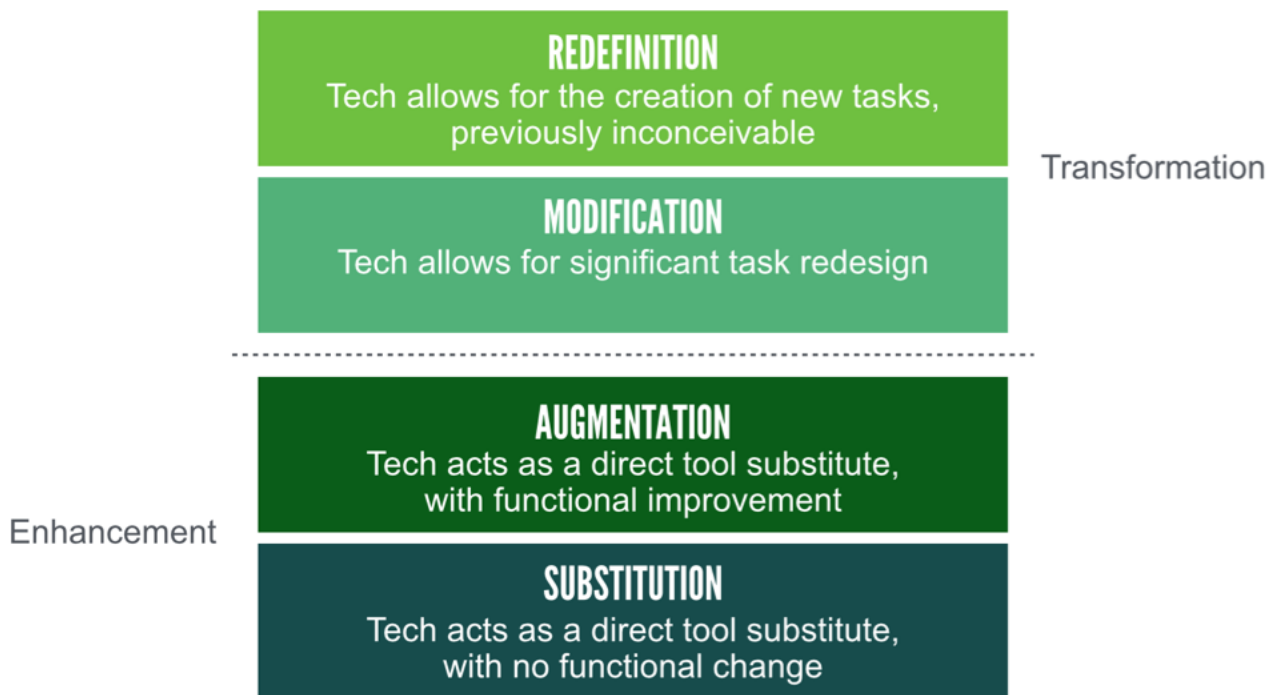 REDEFINITION
Tech allows for the creation of new tasks,
previously inconceivable
Transformation
MODIFICATION
Tech allows for significant task redesign
AUGMENTATION
Tech acts as a direct tool substitute,
with functional improvement
Enhancement
SUBSTITUTION
Tech acts as a direct tool substitute,
with no functional change